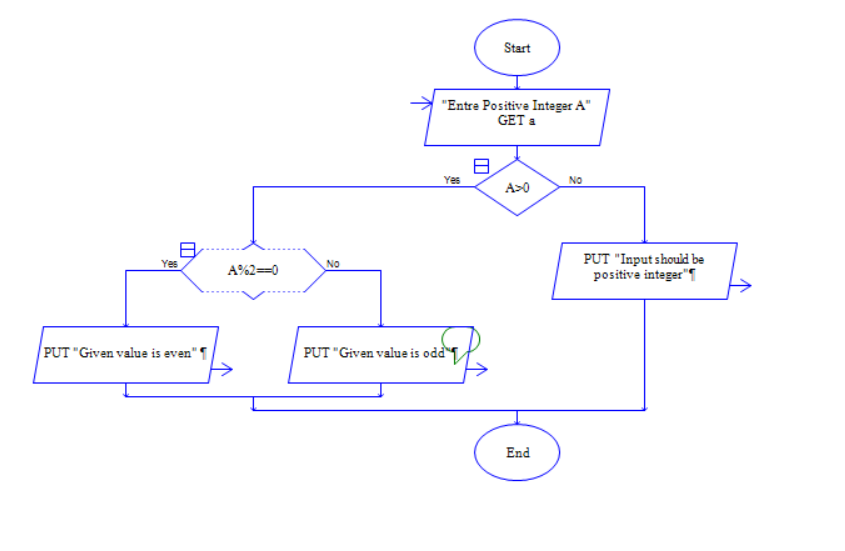 Start
"Entre Positive Integer A"
GET a
Yes
A>0
No
Yes
A%2==0
No
PUT "Input should be
positive integer"¶
PUT "Given value is even" ¶
PUT "Given value is odd"¶
End